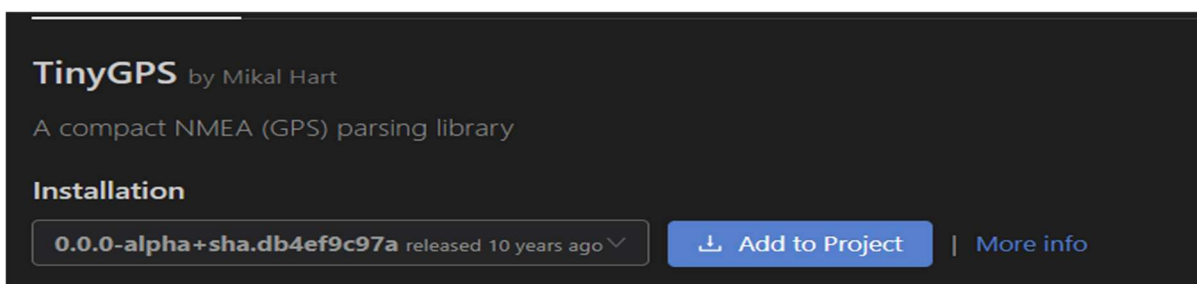 TinyGPS by Mikal Hart
A compact NMEA (GPS) parsing library
Installation
0.0.0-alpha+sha.db4ef9c97a released 10 years ago Add to Project | More info